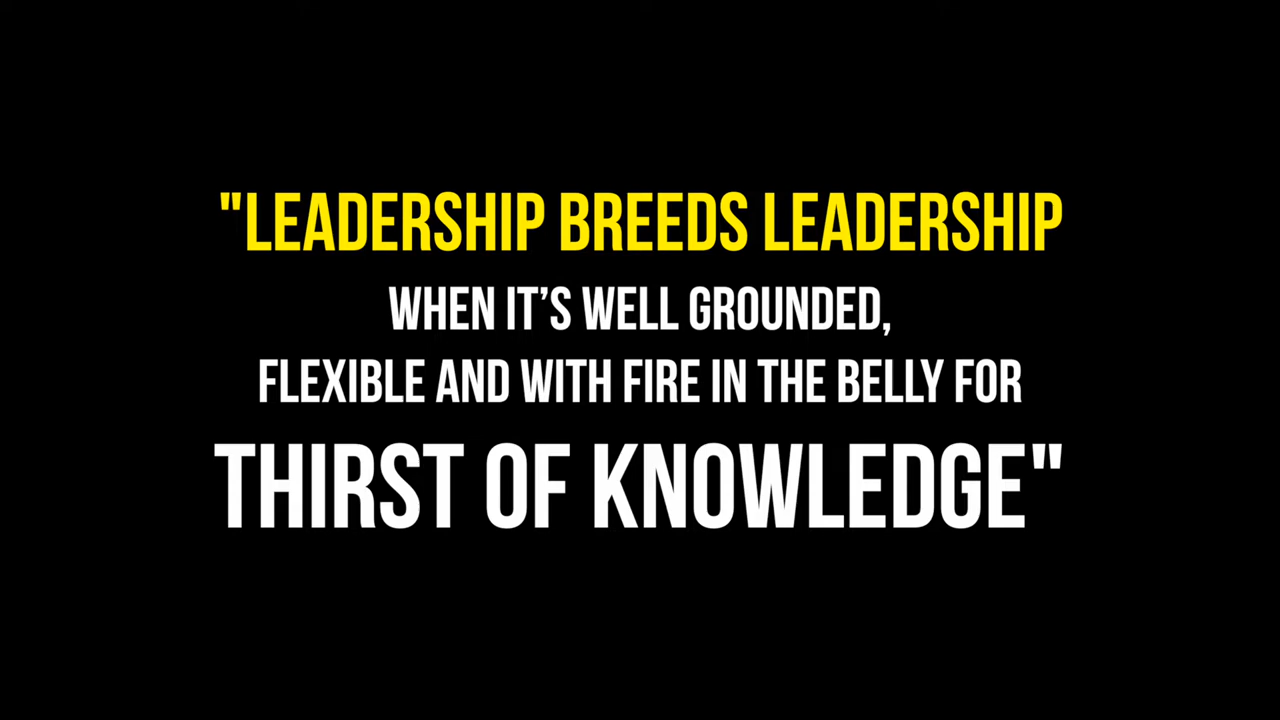 "LEADERSHIP BREEDS LEADERSHIP
WHEN IT’S WELL GROUNDED,
FLEXIBLE AND WITH FIRE IN THE BELLY FOR
THIRST OF KNOWLEDGE"